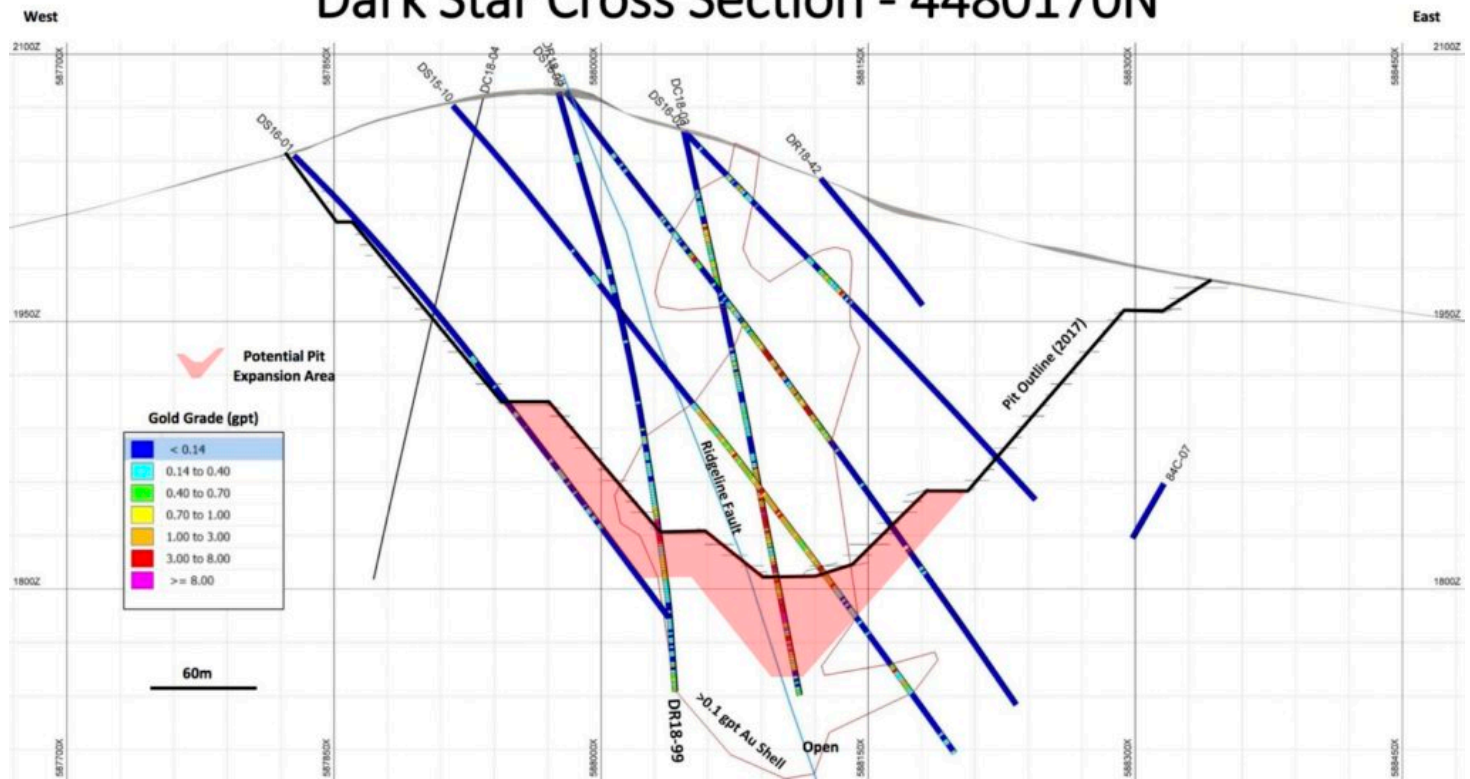 Dark Star Cross Section - 4480170N
West
East
2100Z
2100Z
587700X
587850X
588000X
588150X
588300X
588450X
DS15-10
DC18-04
DS16-01
DC18-03
DR18-42
1950Z
1950Z
Potential Pit
Expansion Area
Pit Outline (2017)
Gold Grade (gpt)
< 0.14
0.14 to 0.40
0.40 to 0.70
0.70 to 1.00
1.00 to 3.00
3.00 to 8.00
>= 8.00
Ridgeline Fault
84C-07
1800Z
1800Z
60m
DR18-99
>0.1 gpt Au Shell
Open
587700X
587850X
588000X
588150X
588300X
588450X